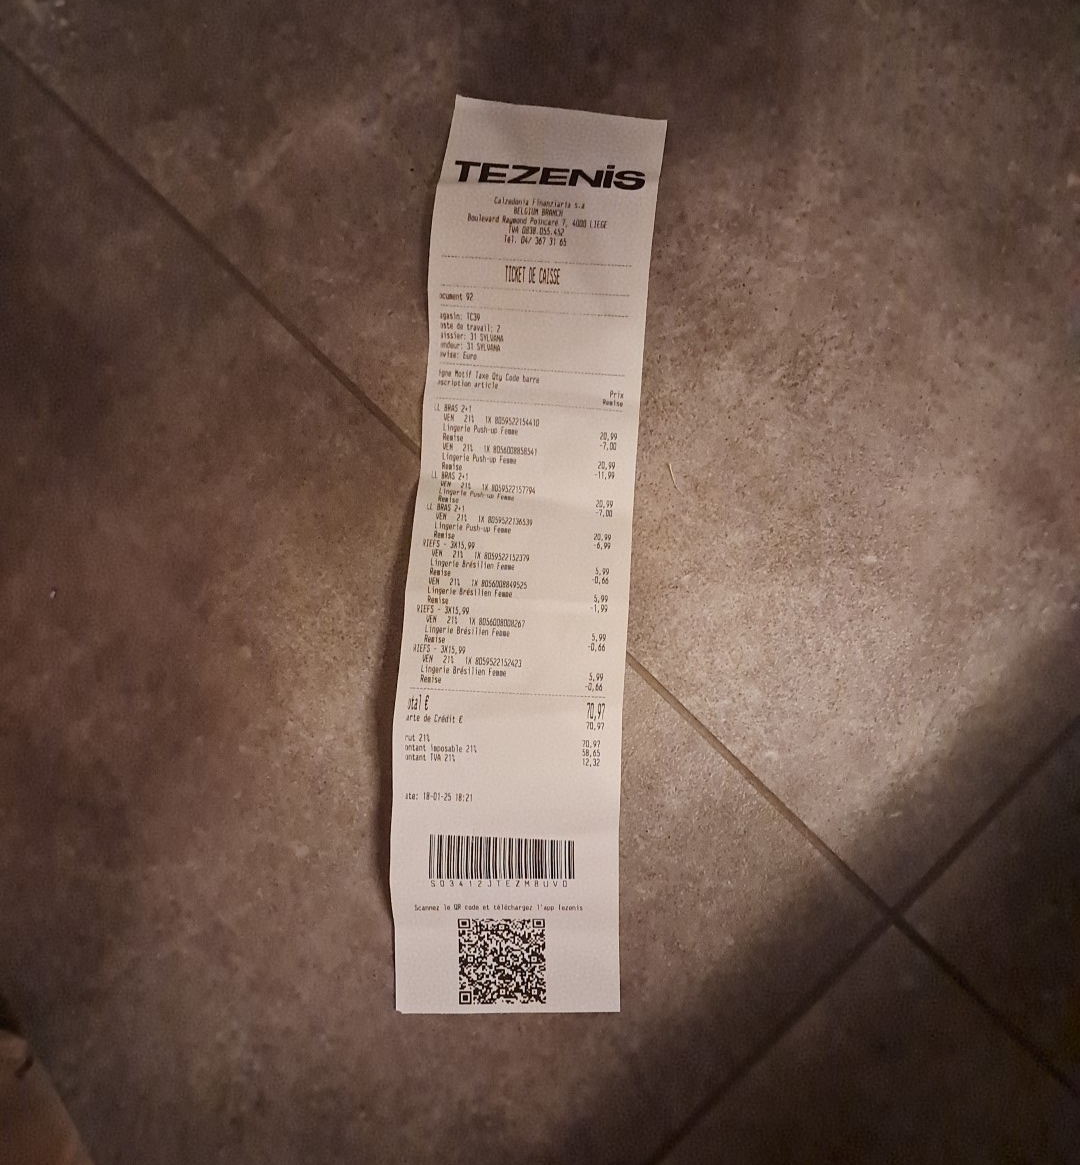 TEZENIS
Calzedonia Finanziaria s.a
BELGIUM BRANCH
Boulevard Raymond Poincaré 7, 4000 LIEGE
TVA 0838.055.452
Tél. 04/ 367 31 65
TICKET DE CAISSE
ocument 92
agasin: 1C39
oste de travail: 2
aissier: 31 SYLVANA
endeur: 31 SYLVANA
evise: Euro
igne Motif Taxe Qty Code barre Prix
escription article Remise
LL BRAS 2+1
VEN 21% 1X 8059522154410 20,99
Lingerie Push-up Femme
Remise -7,00
VEN 21% 1X 8056008858541 20,99
Lingerie Push-up Femme
Remise -11,99
LL BRAS 2+1
VEN 21% 1X 8059522157794 20,99
Lingerie Push-up Femme
Remise -7,00
LL BRAS 2+1
VEN 21% 1X 8059522136539 20,99
Lingerie Push-up Femme
Remise -6,99
RIEFS - 3X15,99
VEN 21% 1X 8059522152379 5,99
Lingerie Brésilien Femme
Remise -0,66
VEN 21% 1X 8056008849525 5,99
Lingerie Brésilien Femme
Remise -1,99
RIEFS - 3X15,99
VEN 21% 1X 8056008008267 5,99
Lingerie Brésilien Femme
Remise -0,66
RIEFS - 3X15,99
VEN 21% 1X 8059522152423 5,99
Lingerie Brésilien Femme
Remise -0,66
otal € 70,97
arte de Crédit € 70,97
rut 21% 70,97
ontant imposable 21% 58,65
ontant TVA 21% 12,32
ate: 18-01-25 18:21
S03412JTEZMBUVO
Scannez le QR code et téléchargez l'app Tezenis